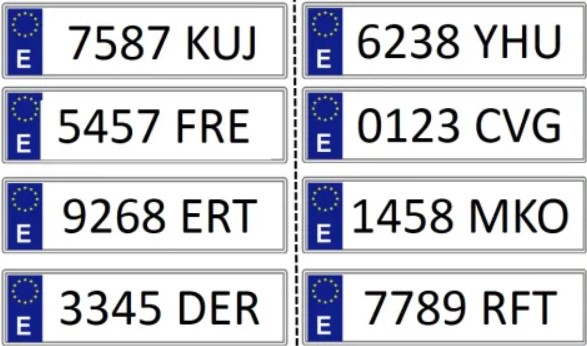 E 7587 KUJ
E 5457 FRE
E 9268 ERT
E 3345 DER
E 6238 YHU
E 0123 CVG
E 1458 MKO
E 7789 RFT